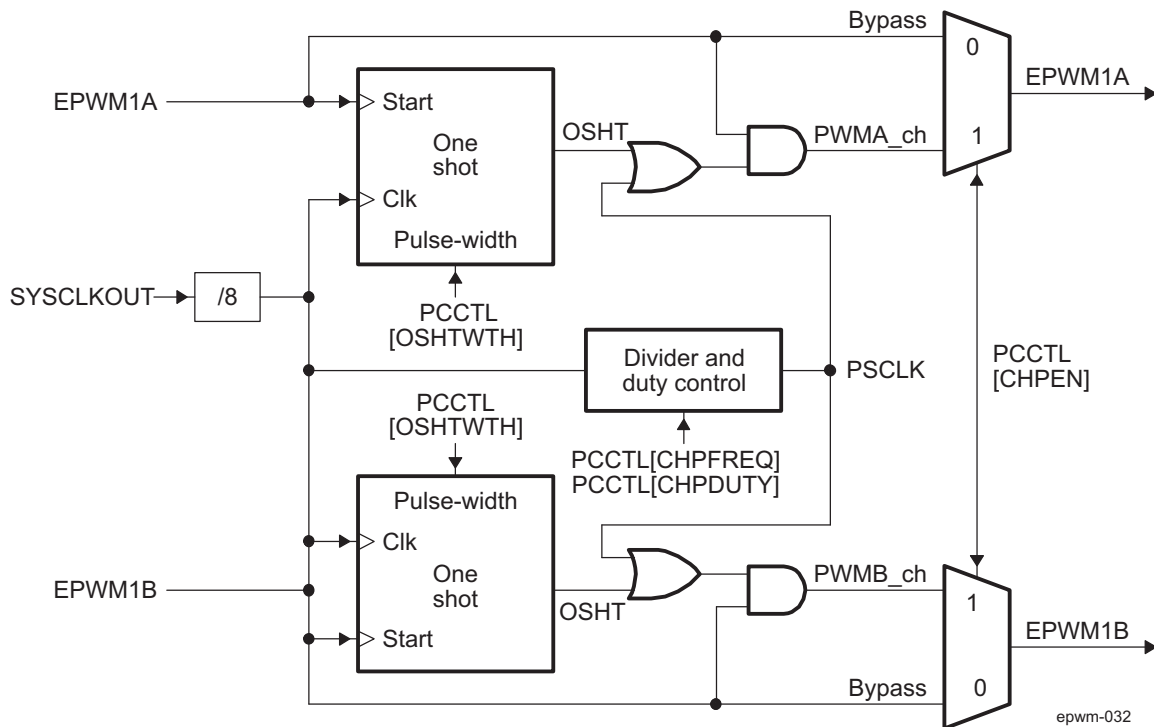 Bypass
0
EPWM1A
EPWM1A
Start
OSHT
One
shot
PWMA_ch
1
Clk
Pulse-width
SYSCLKOUT
/8
PCCTL
[OSHTWTH]
Divider and
duty control
PSCLK
PCCTL
[CHPEN]
PCCTL
[OSHTWTH]
PCCTL[CHPFREQ]
PCCTL[CHPDUTY]
Pulse-width
Clk
EPWM1B
One
shot
OSHT
PWMB_ch
1
Start
EPWM1B
Bypass
0
epwm-032